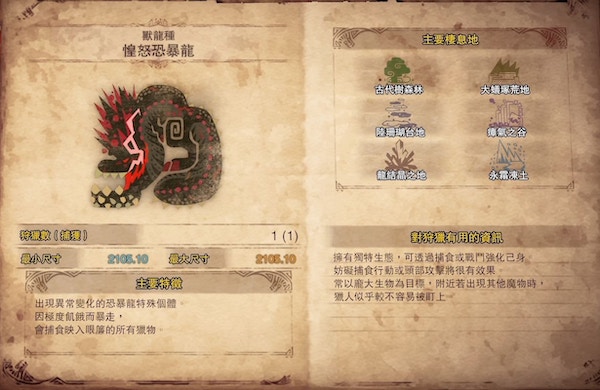 獸龍種
惶怒恐暴龍
狩獵數(捕獲) 1 (1)
最小尺寸 2105.10 最大尺寸 2105.10
主要特徵
出現異常變化的恐暴龍特殊個體。
因極度飢餓而暴走，
會捕食映入眼簾的所有獵物。
主要棲息地
古代樹森林 大蟻塚荒地
陸珊瑚台地 瘴氣之谷
龍結晶之地 永霜凍土
對狩獵有用的資訊
擁有獨特生態，可透過捕食或戰鬥強化己身。
妨礙捕食行動或頭部攻擊將很有效果。
常以龐大生物為目標，附近若出現其他魔物時，
獵人似乎較不容易被盯上